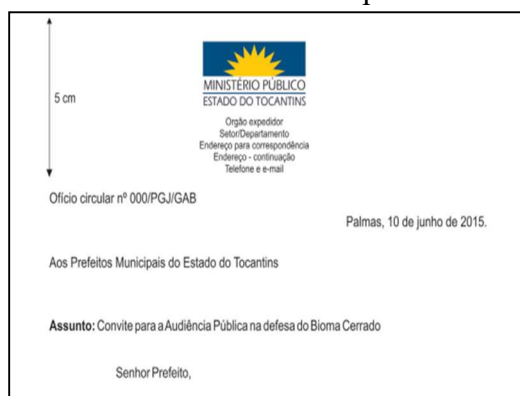 5 cm
MINISTÉRIO PÚBLICO
ESTADO DO TOCANTINS
Orgão expedidor
Setor/Departamento
Endereço para correspondência
Endereço - continuação
Telefone e e-mail
Ofício circular nº 000/PGJ/GAB
Palmas, 10 de junho de 2015.
Aos Prefeitos Municipais do Estado do Tocantins
Assunto: Convite para a Audiência Pública na defesa do Bioma Cerrado
Senhor Prefeito,